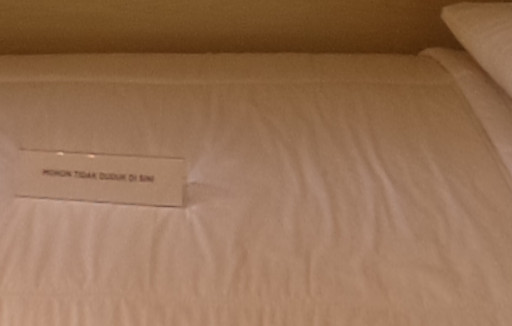 MOHON TIDAK DUDUK DI SINI